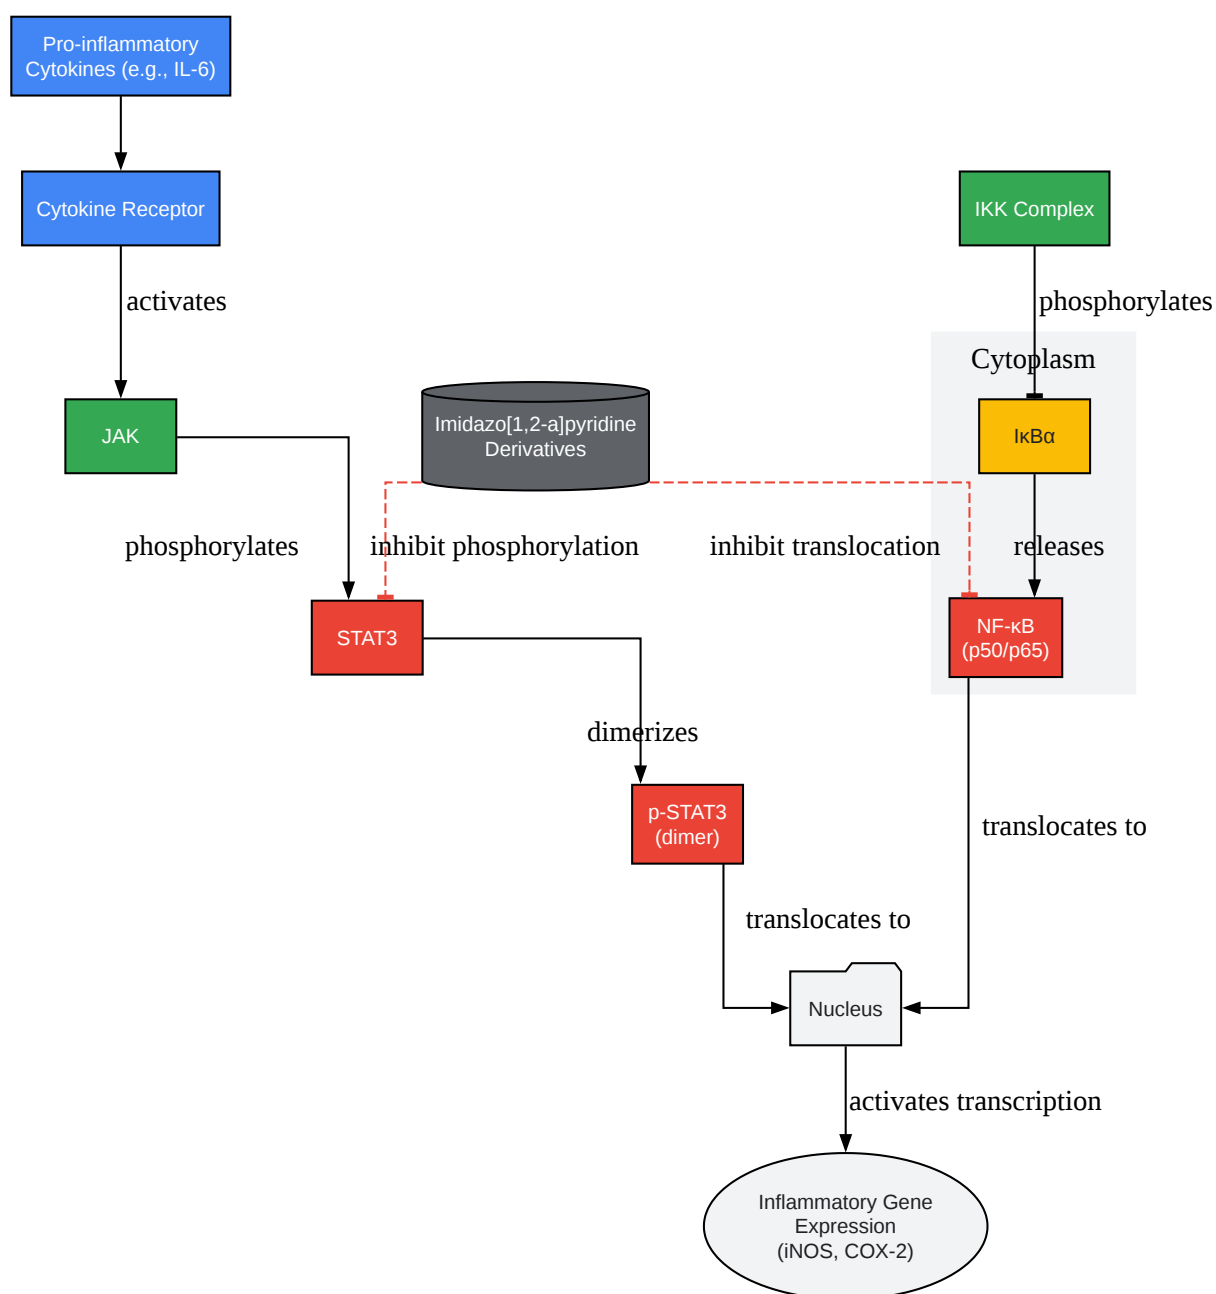 Pro-inflammatory
Cytokines (e.g., IL-6)
Cytokine Receptor
IKK Complex
activates
phosphorylates
Cytoplasm
JAK
Imidazo[1,2-a]pyridine
Derivatives
IκBα
phosphorylates
inhibit phosphorylation
inhibit translocation
releases
STAT3
NF-κB
(p50/p65)
dimerizes
p-STAT3
(dimer)
translocates to
translocates to
Nucleus
activates transcription
Inflammatory Gene
Expression
(iNOS, COX-2)